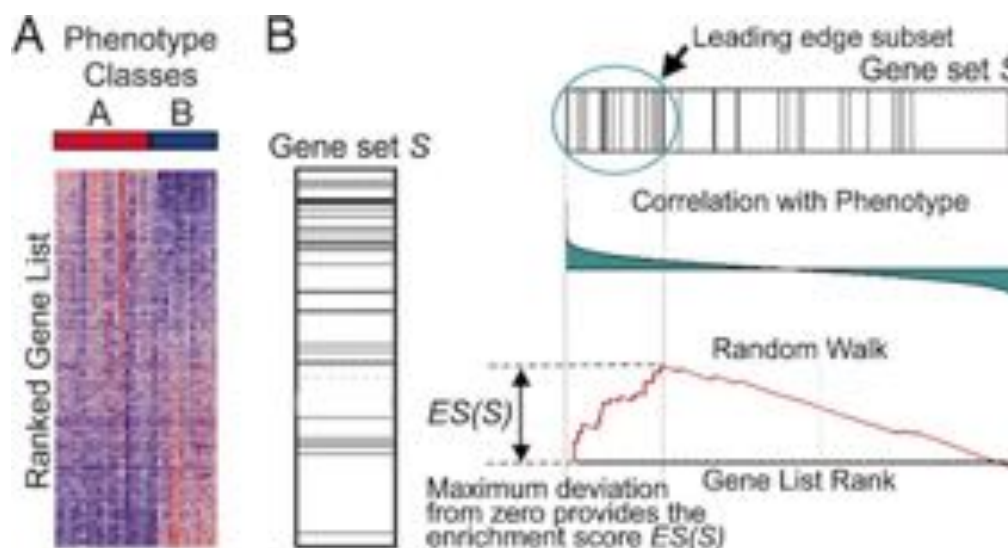 A
Phenotype
Classes
A B
Ranked Gene List
B
Gene set S
Leading edge subset
Gene set S
Correlation with Phenotype
Random Walk
ES(S)
Gene List Rank
Maximum deviation
from zero provides the
enrichment score ES(S)